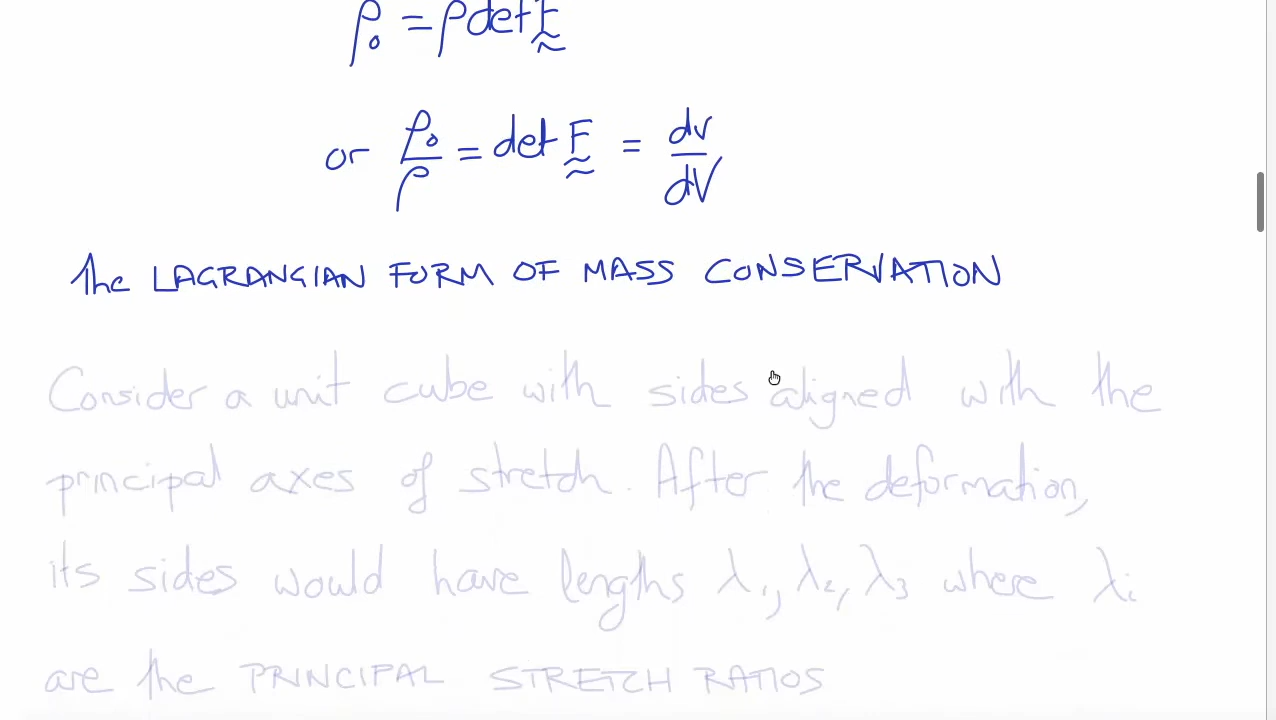 ρ₀ = ρ det F
or ρ₀/ρ = det F = dv/dV
the LAGRANGIAN FORM OF MASS CONSERVATION
Consider a unit cube with sides aligned with the
principal axes of stretch. After the deformation,
its sides would have lengths λ₁, λ₂, λ₃ where λᵢ
are the PRINCIPAL STRETCH RATIOS